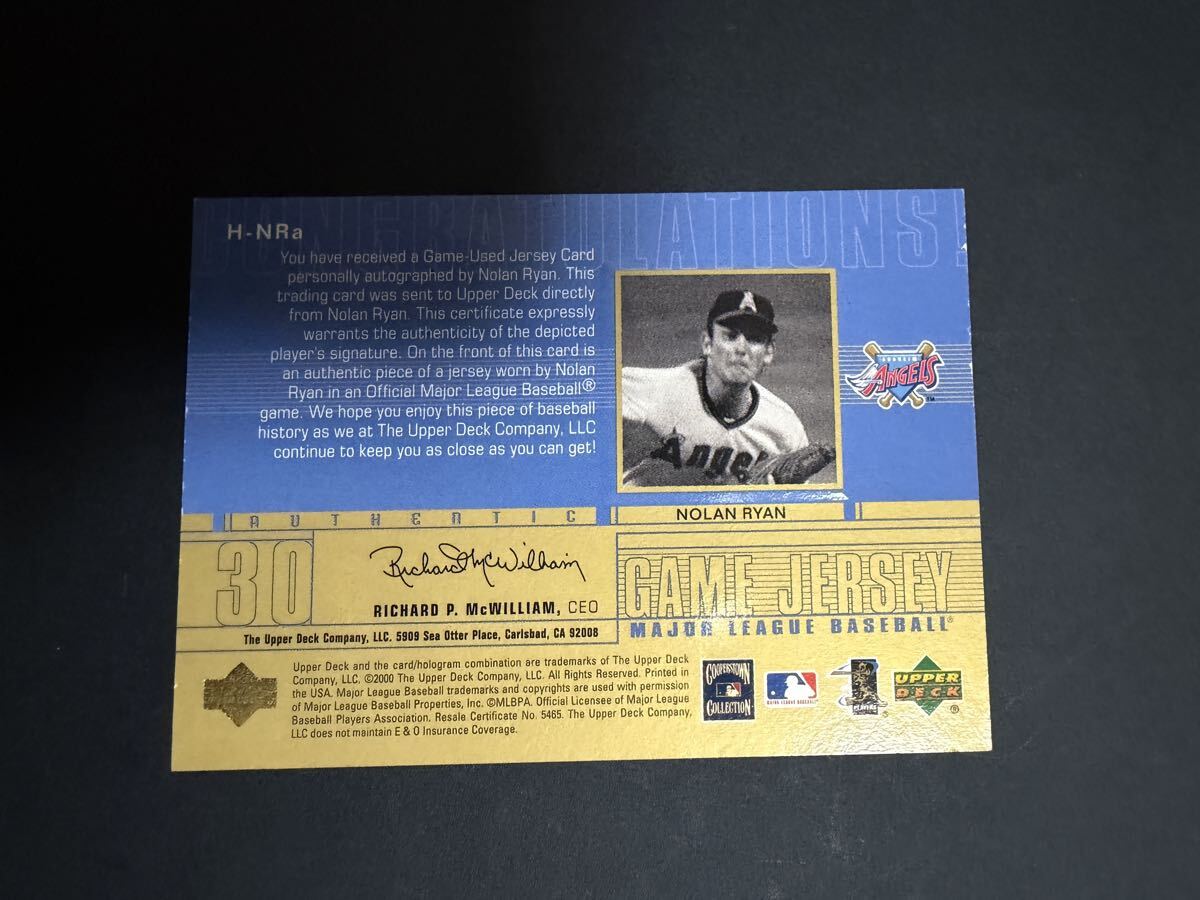 CONGRATULATIONS!
H-NRa
You have received a Game-Used Jersey Card
personally autographed by Nolan Ryan. This
trading card was sent to Upper Deck directly
from Nolan Ryan. This certificate expressly
warrants the authenticity of the depicted
player's signature. On the front of this card is
an authentic piece of a jersey worn by Nolan
Ryan in an Official Major League Baseball®
game. We hope you enjoy this piece of baseball
history as we at The Upper Deck Company, LLC
continue to keep you as close as you can get!
A
Ange
ANAHEIM
ANGELS
TM
NOLAN RYAN
AUTHENTIC
30
Richard McWilliam
RICHARD P. McWILLIAM, CEO
The Upper Deck Company, LLC. 5909 Sea Otter Place, Carlsbad, CA 92008
GAME JERSEY
MAJOR LEAGUE BASEBALL®
Upper Deck and the card/hologram combination are trademarks of The Upper Deck
Company, LLC. ©2000 The Upper Deck Company, LLC. All Rights Reserved. Printed in
the USA. Major League Baseball trademarks and copyrights are used with permission
of Major League Baseball Properties, Inc. ©MLBPA. Official Licensee of Major League
Baseball Players Association. Resale Certificate No. 5465. The Upper Deck Company,
LLC does not maintain E & O Insurance Coverage.
COOPERSTOWN
COLLECTION
MAJOR LEAGUE BASEBALL
PLAYERS
UPPER
DECK
®